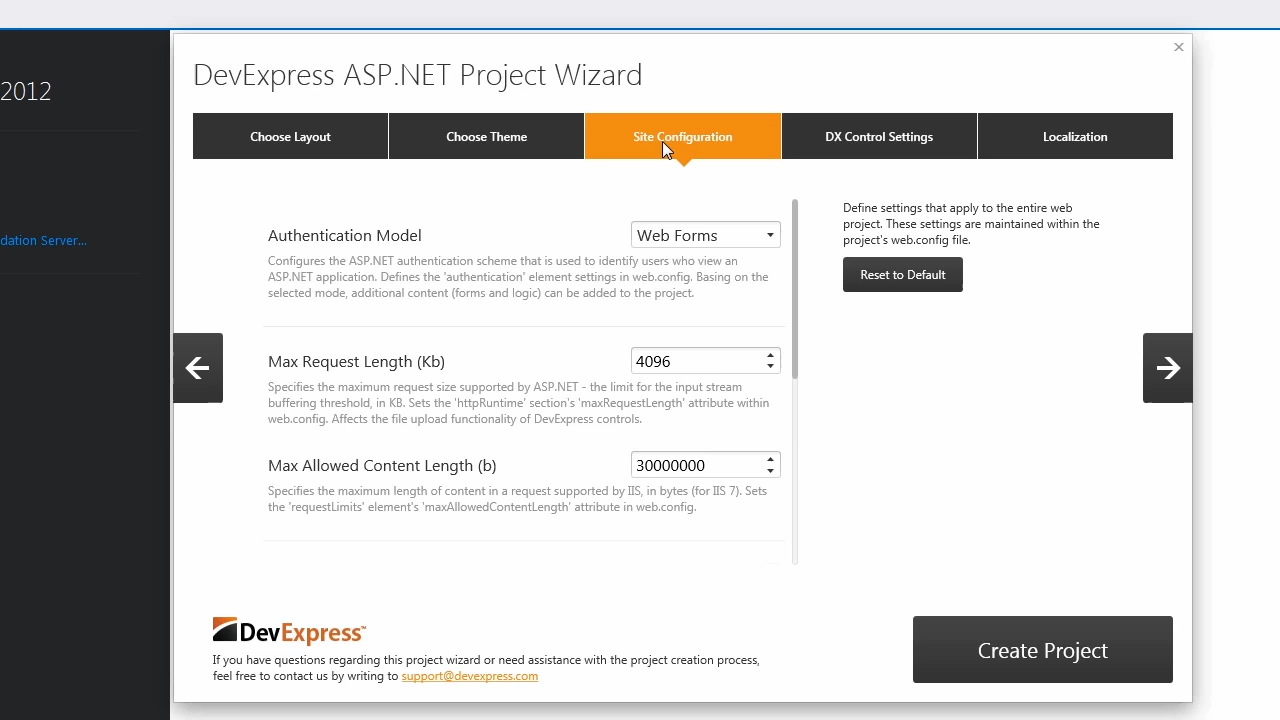 DevExpress ASP.NET Project Wizard
2012
Choose Layout
Choose Theme
Site Configuration
DX Control Settings
Localization
dation Server...
Authentication Model
Web Forms
Configures the ASP.NET authentication scheme that is used to identify users who view an
ASP.NET application. Defines the 'authentication' element settings in web.config. Basing on the
selected mode, additional content (forms and logic) can be added to the project.
Max Request Length (Kb)
4096
Specifies the maximum request size supported by ASP.NET - the limit for the input stream
buffering threshold, in KB. Sets the 'httpRuntime' section's 'maxRequestLength' attribute within
web.config. Affects the file upload functionality of DevExpress controls.
Max Allowed Content Length (b)
30000000
Specifies the maximum length of content in a request supported by IIS, in bytes (for IIS 7). Sets
the 'requestLimits' element's 'maxAllowedContentLength' attribute in web.config.
Define settings that apply to the entire web
project. These settings are maintained within the
project's web.config file.
Reset to Default
DevExpress™
If you have questions regarding this project wizard or need assistance with the project creation process,
feel free to contact us by writing to support@devexpress.com
Create Project